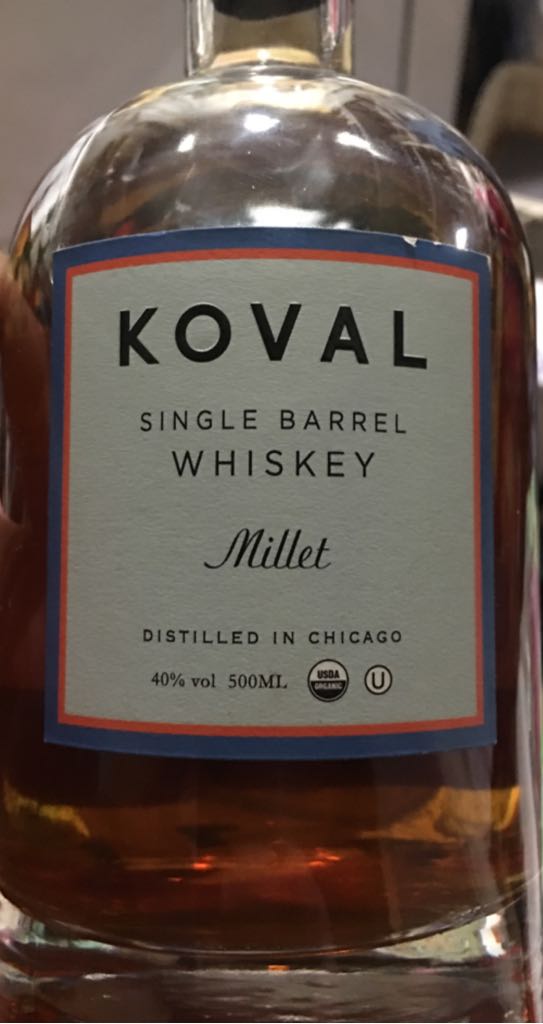 KOVAL
SINGLE BARREL
WHISKEY
Millet
DISTILLED IN CHICAGO
40% vol 500ML USDA ORGANIC U